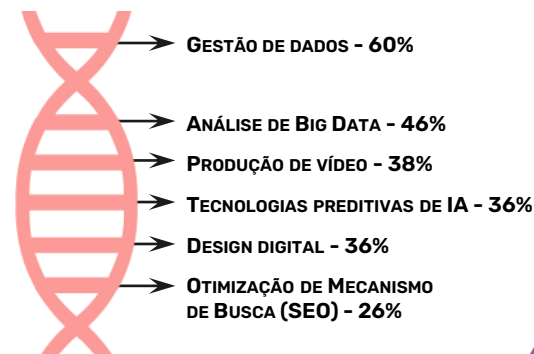 Gestão de dados - 60%
Análise de Big Data - 46%
Produção de vídeo - 38%
Tecnologias preditivas de IA - 36%
Design digital - 36%
Otimização de Mecanismo
de Busca (SEO) - 26%